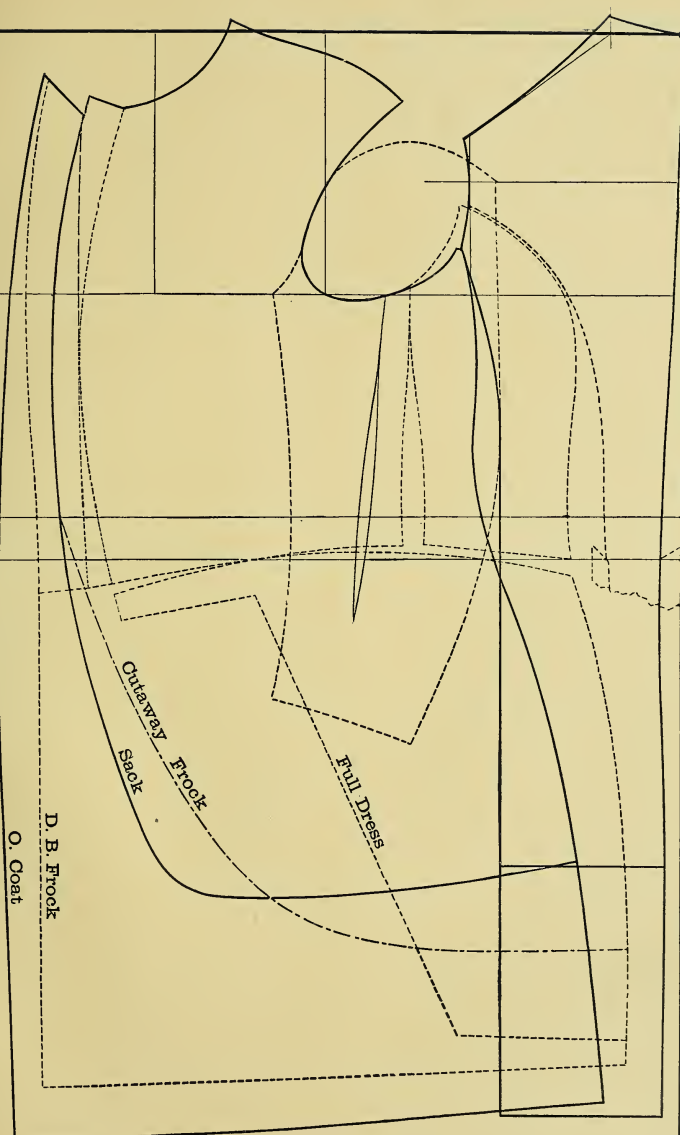 Cutaway Frock
Sack
Full Dress
D. B. Frock
O. Coat